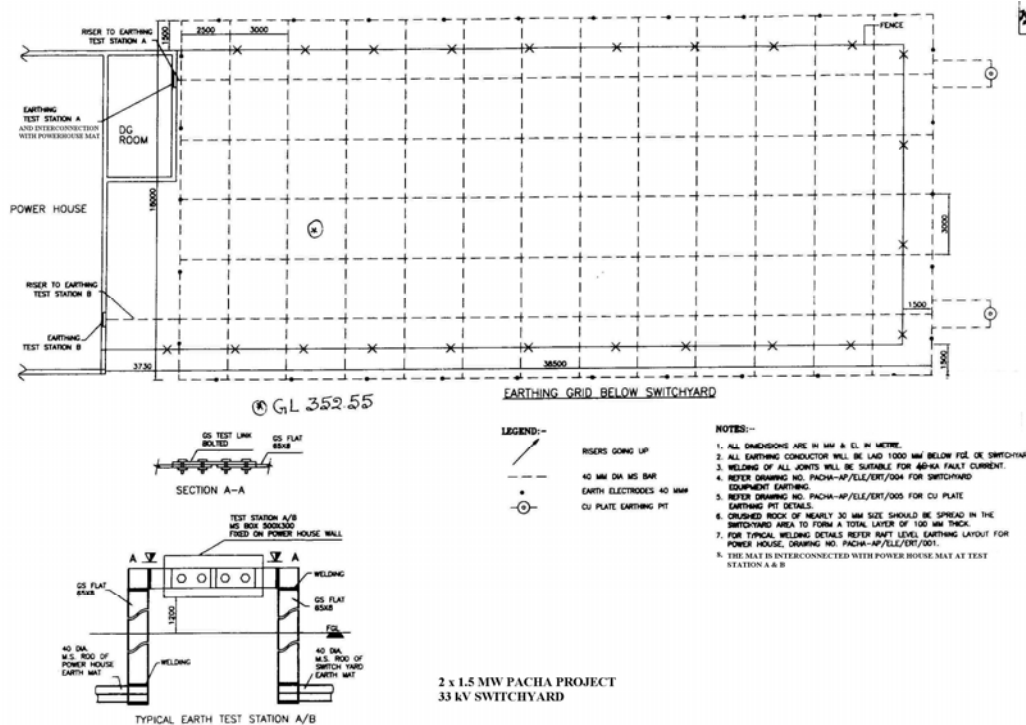 RISER TO EARTHING
TEST STATION A
1500
2500
3000
FENCE
EARTHING
TEST STATION A
AND INTERCONNECTION
WITH POWERHOUSE MAT
DG
ROOM
18000
POWER HOUSE
3000
RISER TO EARTHING
TEST STATION B
1500
EARTHING
TEST STATION B
3730
38500
1500
GL 352.55
EARTHING GRID BELOW SWITCHYARD
GS TEST LINK
BOLTED
GS FLAT
65X8
SECTION A-A
LEGEND:-
RISERS GOING UP
40 MM DIA MS BAR
EARTH ELECTRODES 40 MMø
CU PLATE EARTHING PIT
NOTES:-
1. ALL DIMENSIONS ARE IN MM & EL IN METRE.
2. ALL EARTHING CONDUCTOR WILL BE LAID 1000 MM BELOW FGL OF SWITCHYAR
3. WELDING OF ALL JOINTS WILL BE SUITABLE FOR 40 KA FAULT CURRENT.
4. REFER DRAWING NO. PACHA-AP/ELE/ERT/004 FOR SWITCHYARD
EQUIPMENT EARTHING.
5. REFER DRAWING NO. PACHA-AP/ELE/ERT/005 FOR CU PLATE
EARTHING PIT DETAILS.
6. CRUSHED ROCK OF NEARLY 30 MM SIZE SHOULD BE SPREAD IN THE
SWITCHYARD AREA TO FORM A TOTAL LAYER OF 100 MM THICK.
7. FOR TYPICAL WELDING DETAILS REFER RAFT LEVEL EARTHING LAYOUT FOR
POWER HOUSE, DRAWING NO. PACHA-AP/ELE/ERT/001.
8. THE MAT IS INTERCONNECTED WITH POWER HOUSE MAT AT TEST
STATION A & B
TEST STATION A/B
MS BOX 500X300
FIXED ON POWER HOUSE WALL
A
A
WELDING
GS FLAT
65X8
GS FLAT
65X8
1200
FGL
40 DIA.
M.S. ROD OF
POWER HOUSE
EARTH MAT
WELDING
40 DIA.
M.S. ROD OF
SWITCH YARD
EARTH MAT
TYPICAL EARTH TEST STATION A/B
2 x 1.5 MW PACHA PROJECT
33 kV SWITCHYARD